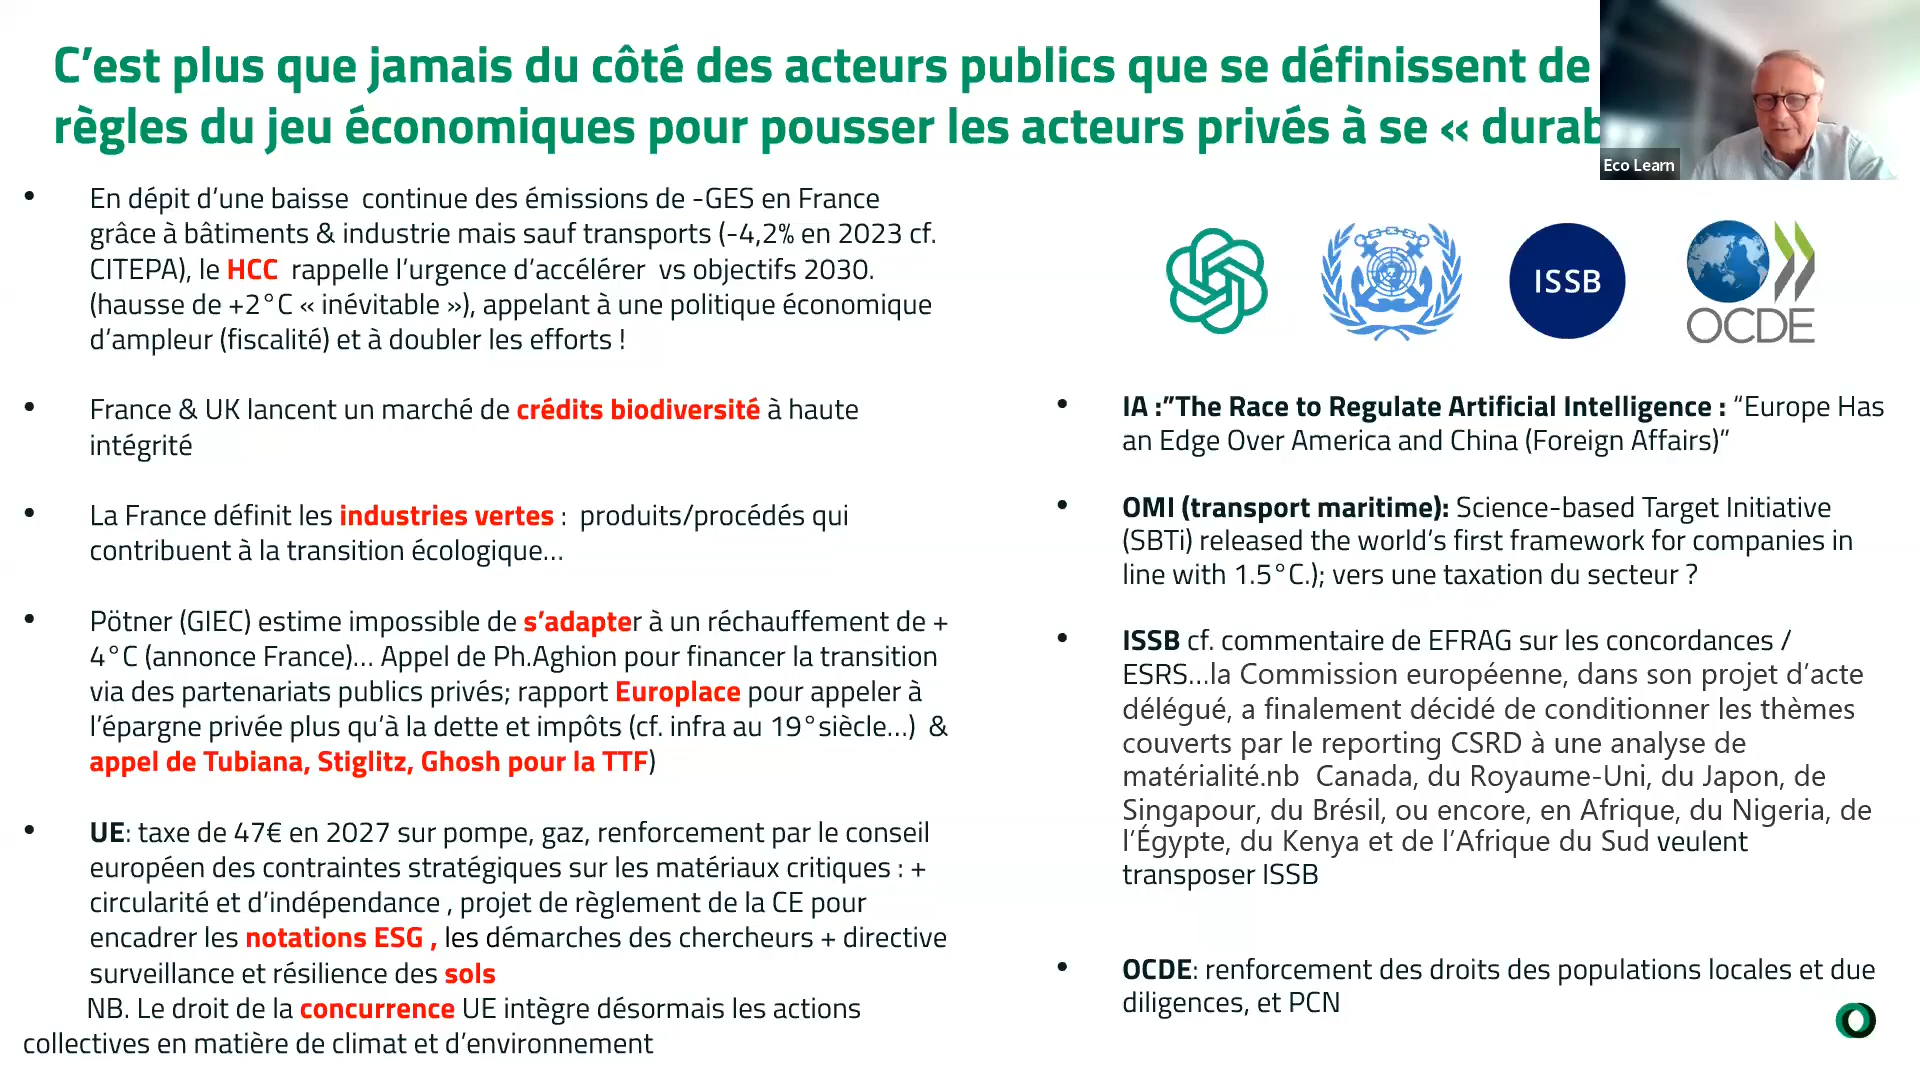 C’est plus que jamais du côté des acteurs publics que se définissent de
règles du jeu économiques pour pousser les acteurs privés à se « durab
Eco Learn
• En dépit d’une baisse continue des émissions de -GES en France
grâce à bâtiments & industrie mais sauf transports (-4,2% en 2023 cf.
CITEPA), le HCC rappelle l’urgence d’accélérer vs objectifs 2030.
(hausse de +2°C « inévitable »), appelant à une politique économique
d’ampleur (fiscalité) et à doubler les efforts !
• France & UK lancent un marché de crédits biodiversité à haute
intégrité
• La France définit les industries vertes : produits/procédés qui
contribuent à la transition écologique…
• Pötner (GIEC) estime impossible de s’adapter à un réchauffement de +
4°C (annonce France)… Appel de Ph.Aghion pour financer la transition
via des partenariats publics privés; rapport Europlace pour appeler à
l’épargne privée plus qu’à la dette et impôts (cf. infra au 19°siècle…) &
appel de Tubiana, Stiglitz, Ghosh pour la TTF)
• UE: taxe de 47€ en 2027 sur pompe, gaz, renforcement par le conseil
européen des contraintes stratégiques sur les matériaux critiques : +
circularité et d’indépendance , projet de règlement de la CE pour
encadrer les notations ESG , les démarches des chercheurs + directive
surveillance et résilience des sols
NB. Le droit de la concurrence UE intègre désormais les actions
collectives en matière de climat et d’environnement
ISSB
OCDE
• IA :”The Race to Regulate Artificial Intelligence : “Europe Has
an Edge Over America and China (Foreign Affairs)”
• OMI (transport maritime): Science-based Target Initiative
(SBTi) released the world’s first framework for companies in
line with 1.5°C.); vers une taxation du secteur ?
• ISSB cf. commentaire de EFRAG sur les concordances /
ESRS…la Commission européenne, dans son projet d’acte
délégué, a finalement décidé de conditionner les thèmes
couverts par le reporting CSRD à une analyse de
matérialité.nb Canada, du Royaume-Uni, du Japon, de
Singapour, du Brésil, ou encore, en Afrique, du Nigeria, de
l’Égypte, du Kenya et de l’Afrique du Sud veulent
transposer ISSB
• OCDE: renforcement des droits des populations locales et due
diligences, et PCN